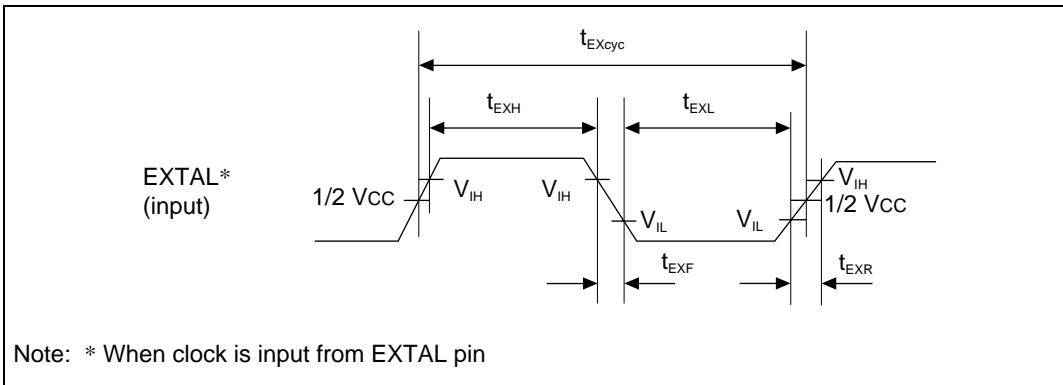 tEXcyc
tEXH
tEXL
EXTAL*
(input)
1/2 VCC
VIH
VIH
VIL
VIL
VIH
1/2 VCC
tEXF
tEXR
Note: * When clock is input from EXTAL pin